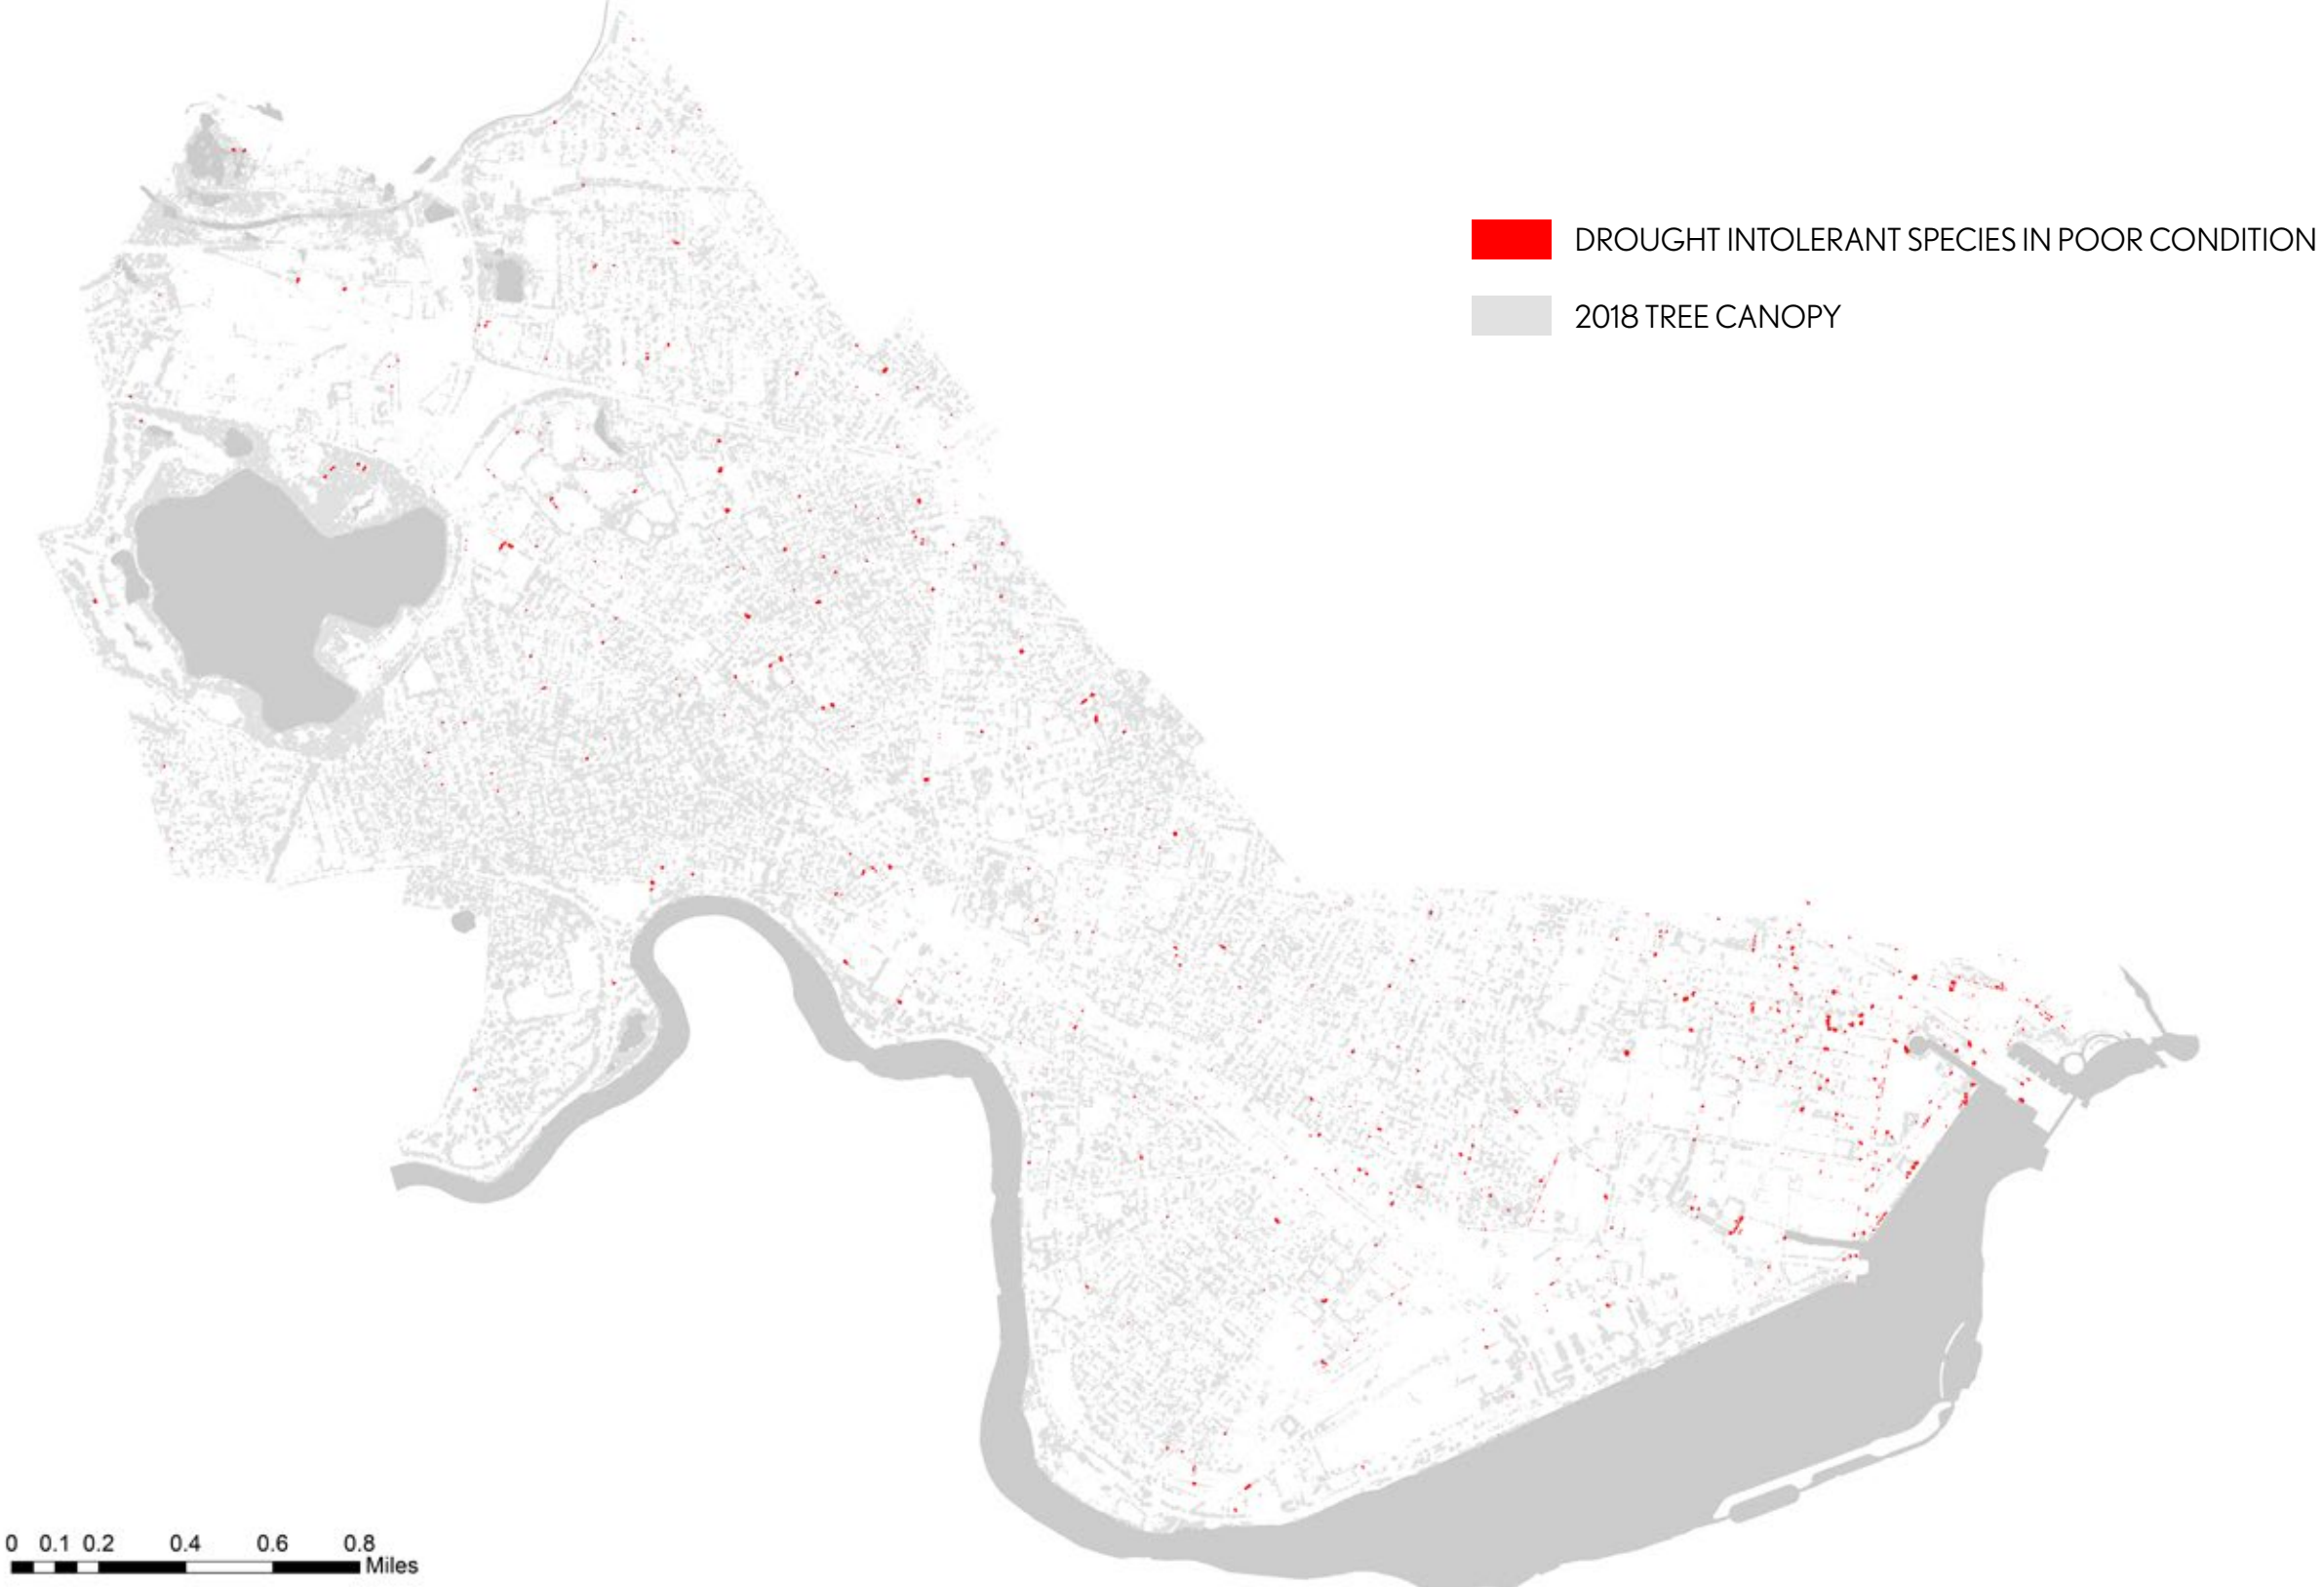 DROUGHT INTOLERANT SPECIES IN POOR CONDITION
2018 TREE CANOPY
0 0.1 0.2 0.4 0.6 0.8
Miles